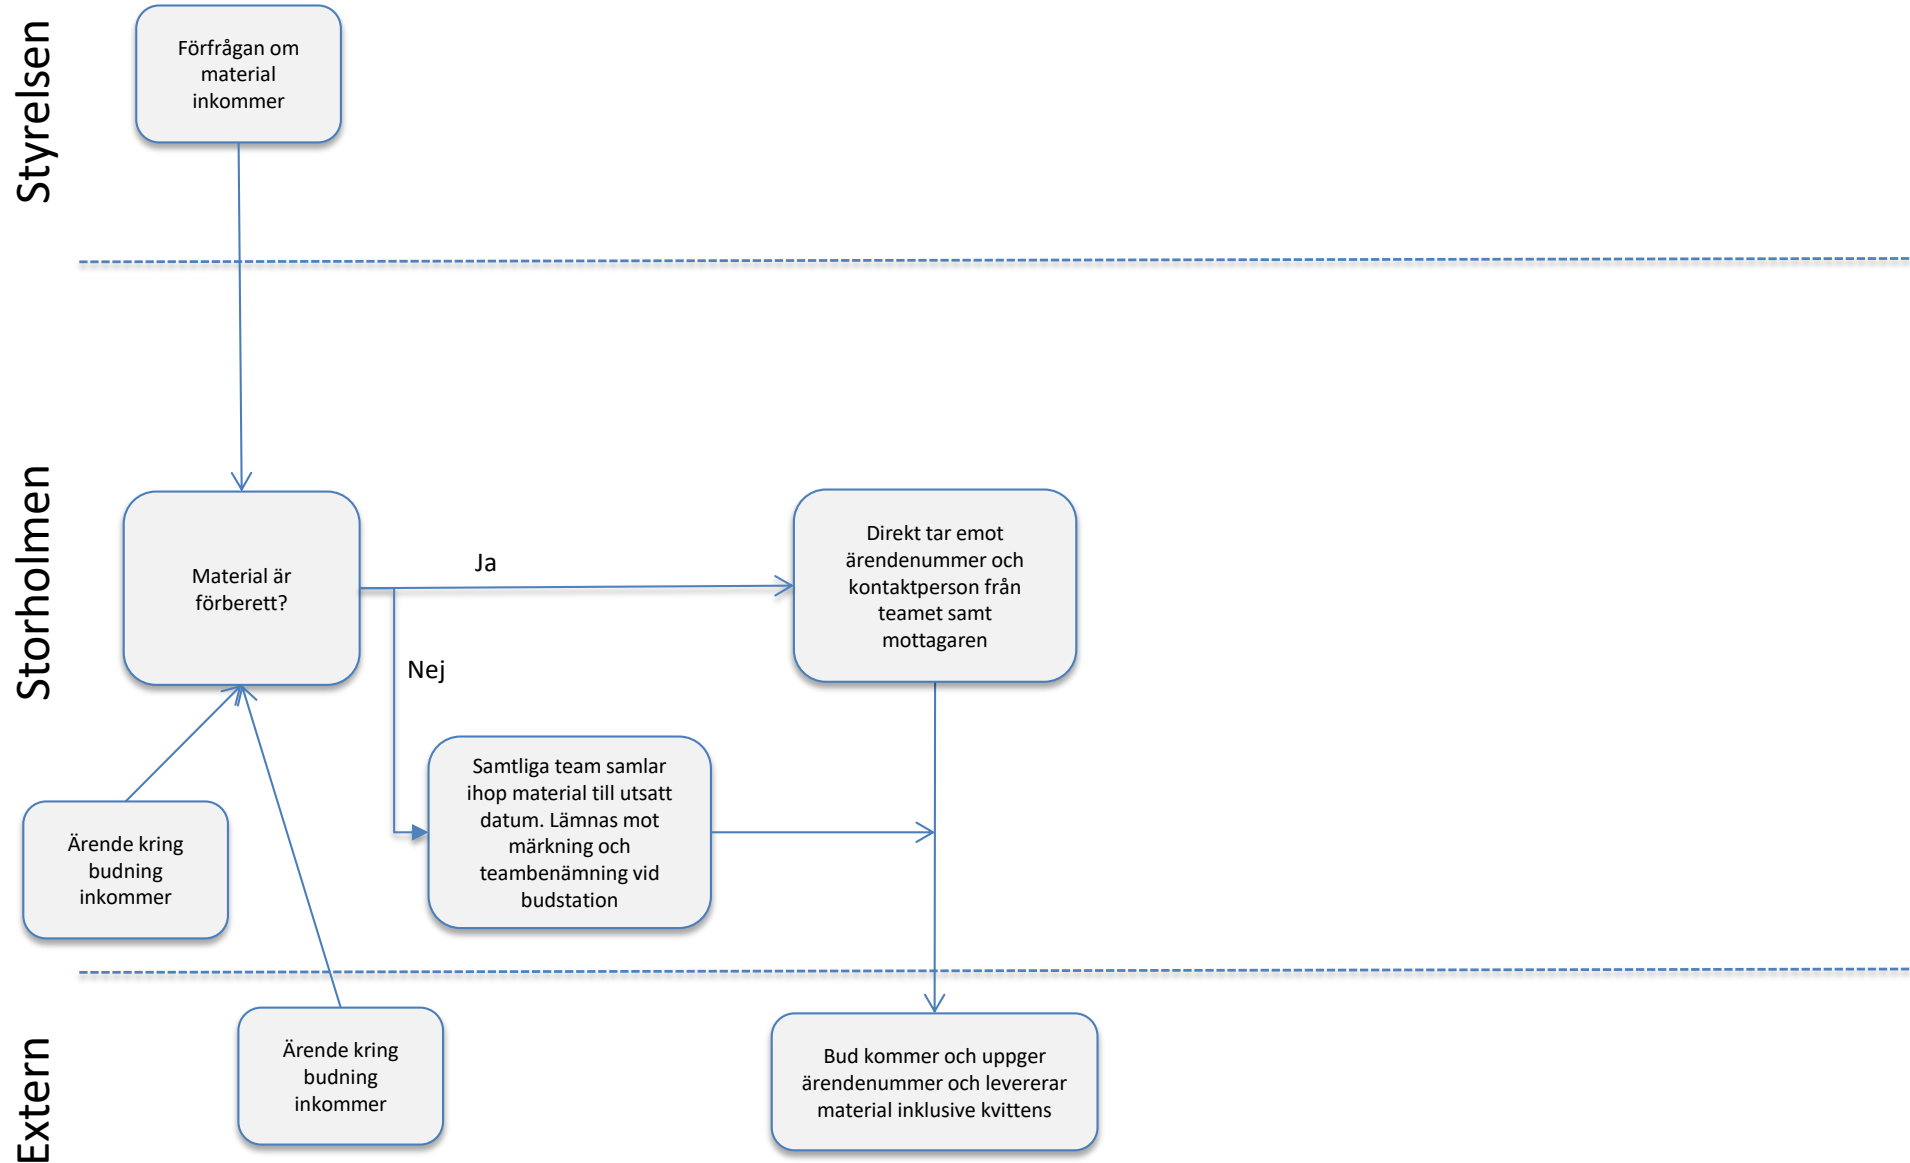 Styrelsen
Förfrågan om
material
inkommer
Storholmen
Material är
förberett?
Ja
Nej
Direkt tar emot
ärendenummer och
kontaktperson från
teamet samt
mottagaren
Samtliga team samlar
ihop material till utsatt
datum. Lämnas mot
märkning och
teambenämning vid
budstation
Ärende kring
budning
inkommer
Extern
Ärende kring
budning
inkommer
Bud kommer och uppger
ärendenummer och levererar
material inklusive kvittens